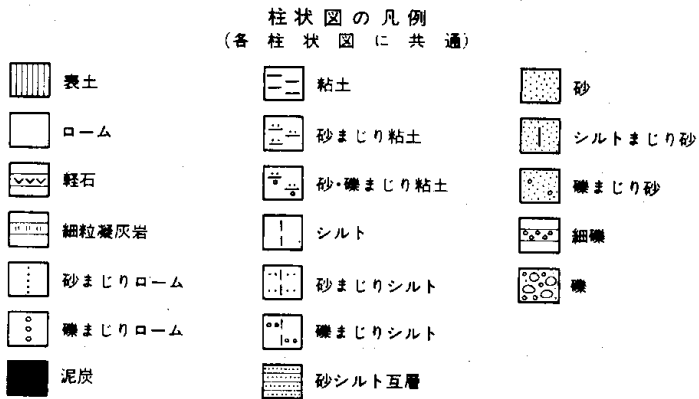 柱状図の凡例
(各柱状図に共通)
表土
ローム
軽石
細粒凝灰岩
砂まじりローム
礫まじりローム
泥炭
粘土
砂まじり粘土
砂・礫まじり粘土
シルト
砂まじりシルト
礫まじりシルト
砂シルト互層
砂
シルトまじり砂
礫まじり砂
細礫
礫